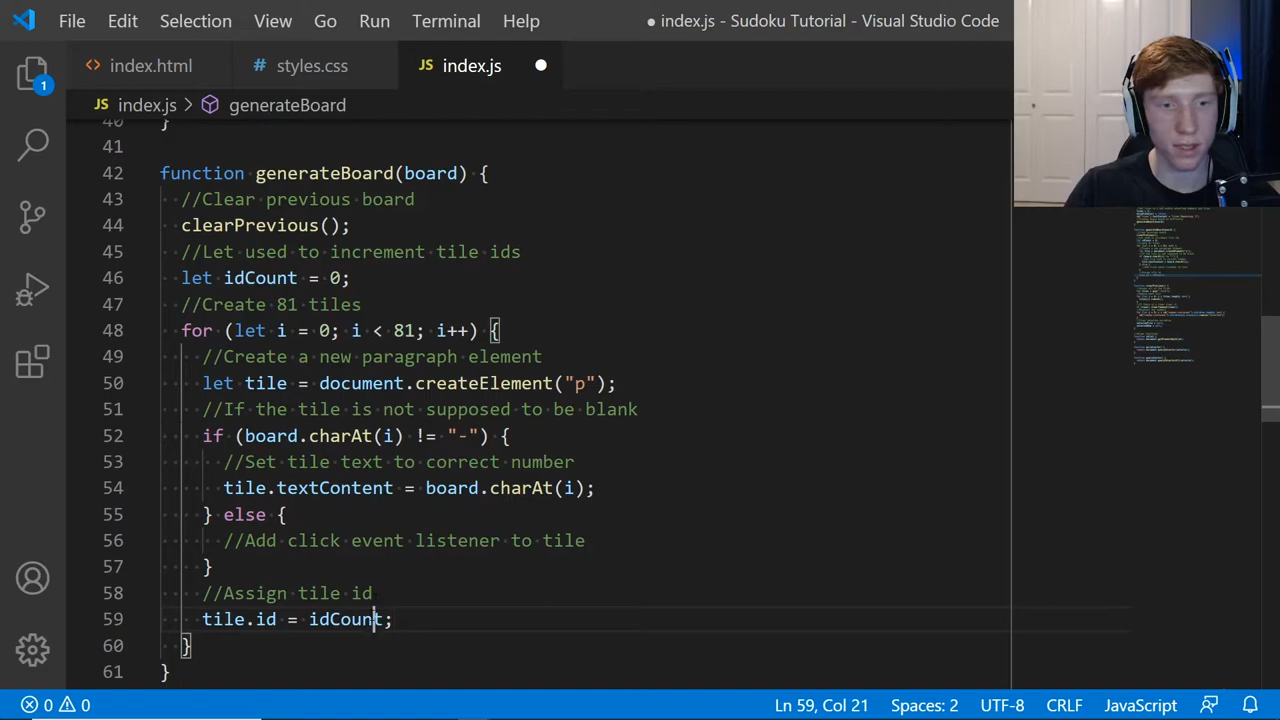 File Edit Selection View Go Run Terminal Help ● index.js - Sudoku Tutorial - Visual Studio Code
index.html # styles.css JS index.js ●
1
JS index.js > generateBoard
40 }
41
42 function generateBoard(board) {
43 //Clear previous board
44 clearPrevious();
45 //Let used to increment tile ids
46 let idCount = 0;
47 //Create 81 tiles
48 for (let i = 0; i < 81; i++) {
49 //Create a new paragraph element
50 let tile = document.createElement("p");
51 //If the tile is not supposed to be blank
52 if (board.charAt(i) != "-") {
53 //Set tile text to correct number
54 tile.textContent = board.charAt(i);
55 } else {
56 //Add click event listener to tile
57 }
58 //Assign tile id
59 tile.id = idCount;
60 }
61 }
0 0 Ln 59, Col 21 Spaces: 2 UTF-8 CRLF JavaScript